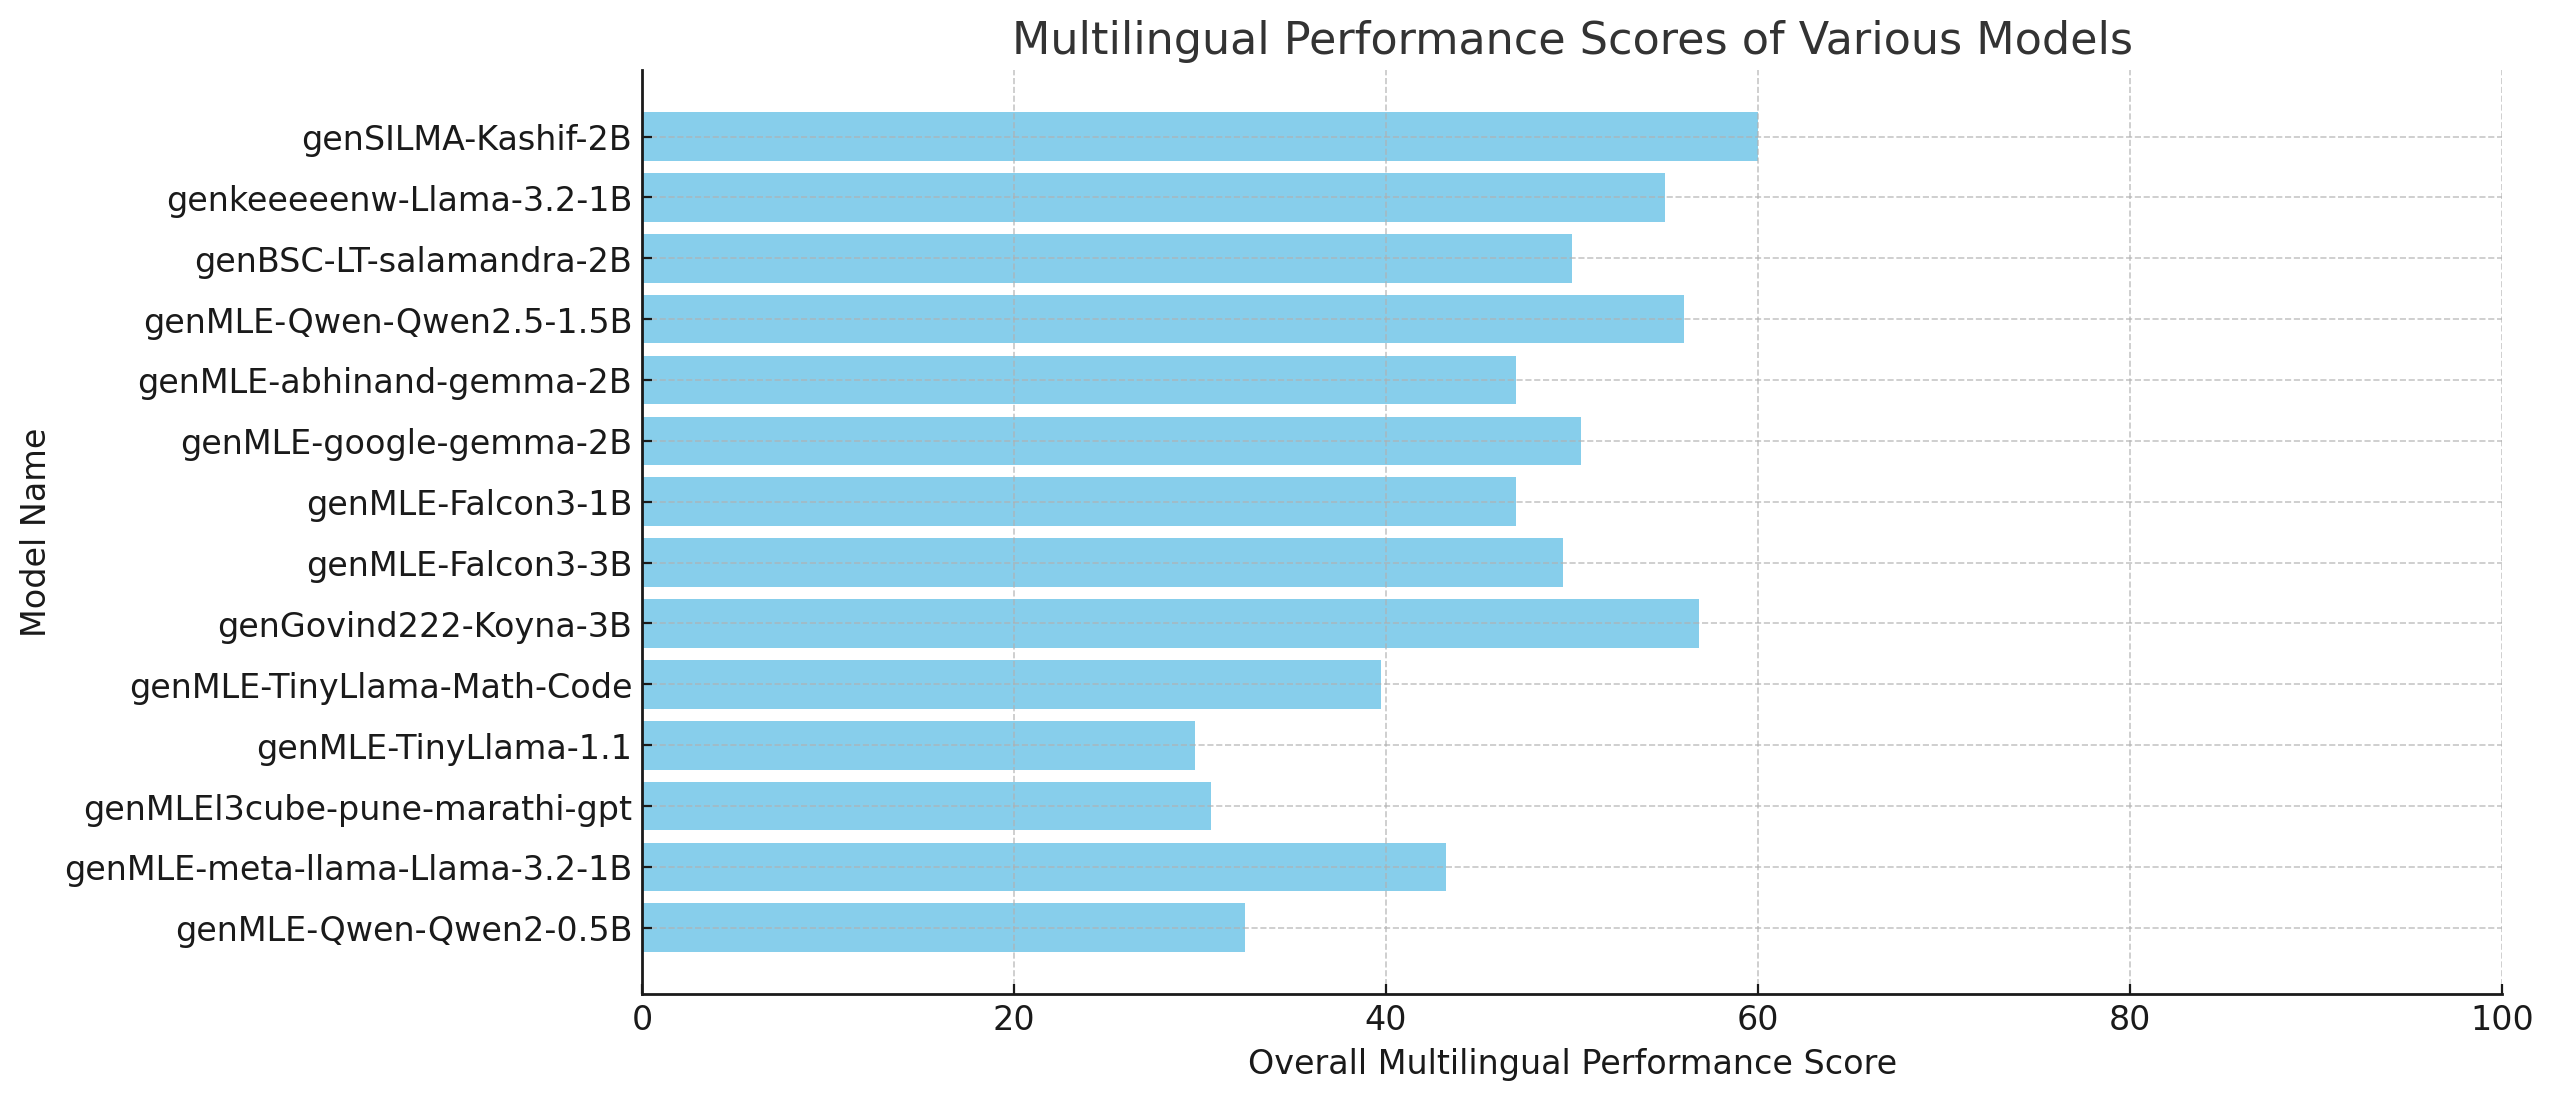 Multilingual Performance Scores of Various Models
genSILMA-Kashif-2B
genkeeeeenw-Llama-3.2-1B
genBSC-LT-salamandra-2B
genMLE-Qwen-Qwen2.5-1.5B
genMLE-abhinand-gemma-2B
genMLE-google-gemma-2B
genMLE-Falcon3-1B
genMLE-Falcon3-3B
genGovind222-Koyna-3B
genMLE-TinyLlama-Math-Code
genMLE-TinyLlama-1.1
genMLEl3cube-pune-marathi-gpt
genMLE-meta-llama-Llama-3.2-1B
genMLE-Qwen-Qwen2-0.5B
Model Name
0 20 40 60 80 100
Overall Multilingual Performance Score